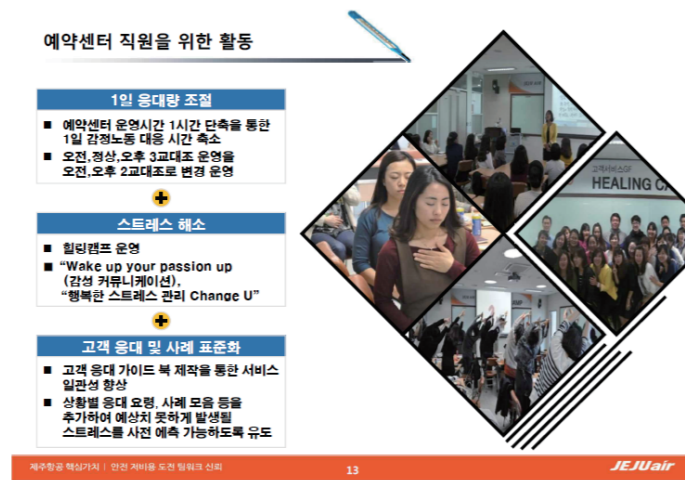 예약센터 직원을 위한 활동
1일 응대량 조절
■ 예약센터 운영시간 1시간 단축을 통한
1일 감정노동 대응 시간 축소
■ 오전,정상,오후 3교대조 운영을
오전,오후 2교대조로 변경 운영
스트레스 해소
■ 힐링캠프 운영
■ “Wake up your passion up
(감성 커뮤니케이션),
“행복한 스트레스 관리 Change U”
고객 응대 및 사례 표준화
■ 고객 응대 가이드 북 제작을 통한 서비스
일관성 향상
■ 상황별 응대 요령, 사례 모음 등을
추가하여 예상치 못하게 발생될
스트레스를 사전 예측 가능하도록 유도
HEALING CA
제주항공 핵심가치 | 안전 저비용 도전 팀워크 신뢰
13
JEJUair